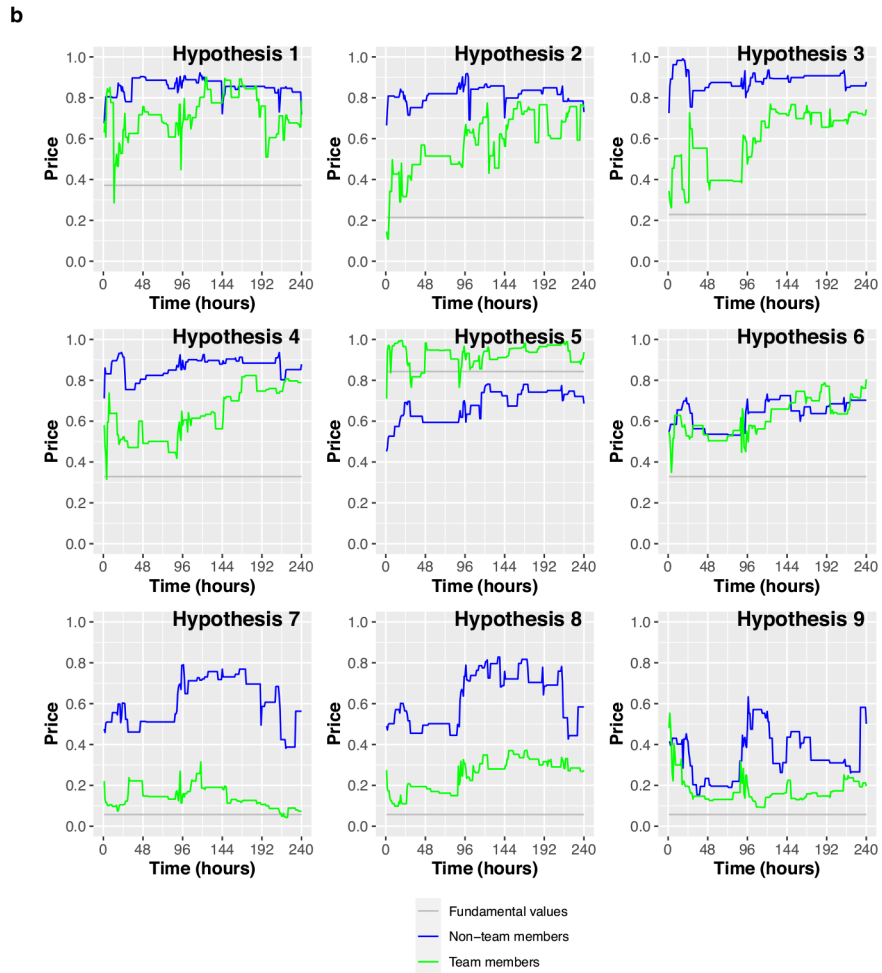 b
Hypothesis 1
Hypothesis 2
Hypothesis 3
1.0
0.8
0.6
0.4
0.2
0.0
Price
0 48 96 144 192 240
Time (hours)
1.0
0.8
0.6
0.4
0.2
0.0
Price
0 48 96 144 192 240
Time (hours)
1.0
0.8
0.6
0.4
0.2
0.0
Price
0 48 96 144 192 240
Time (hours)
Hypothesis 4
Hypothesis 5
Hypothesis 6
1.0
0.8
0.6
0.4
0.2
0.0
Price
0 48 96 144 192 240
Time (hours)
1.0
0.8
0.6
0.4
0.2
0.0
Price
0 48 96 144 192 240
Time (hours)
1.0
0.8
0.6
0.4
0.2
0.0
Price
0 48 96 144 192 240
Time (hours)
Hypothesis 7
Hypothesis 8
Hypothesis 9
1.0
0.8
0.6
0.4
0.2
0.0
Price
0 48 96 144 192 240
Time (hours)
1.0
0.8
0.6
0.4
0.2
0.0
Price
0 48 96 144 192 240
Time (hours)
1.0
0.8
0.6
0.4
0.2
0.0
Price
0 48 96 144 192 240
Time (hours)
Fundamental values
Non−team members
Team members